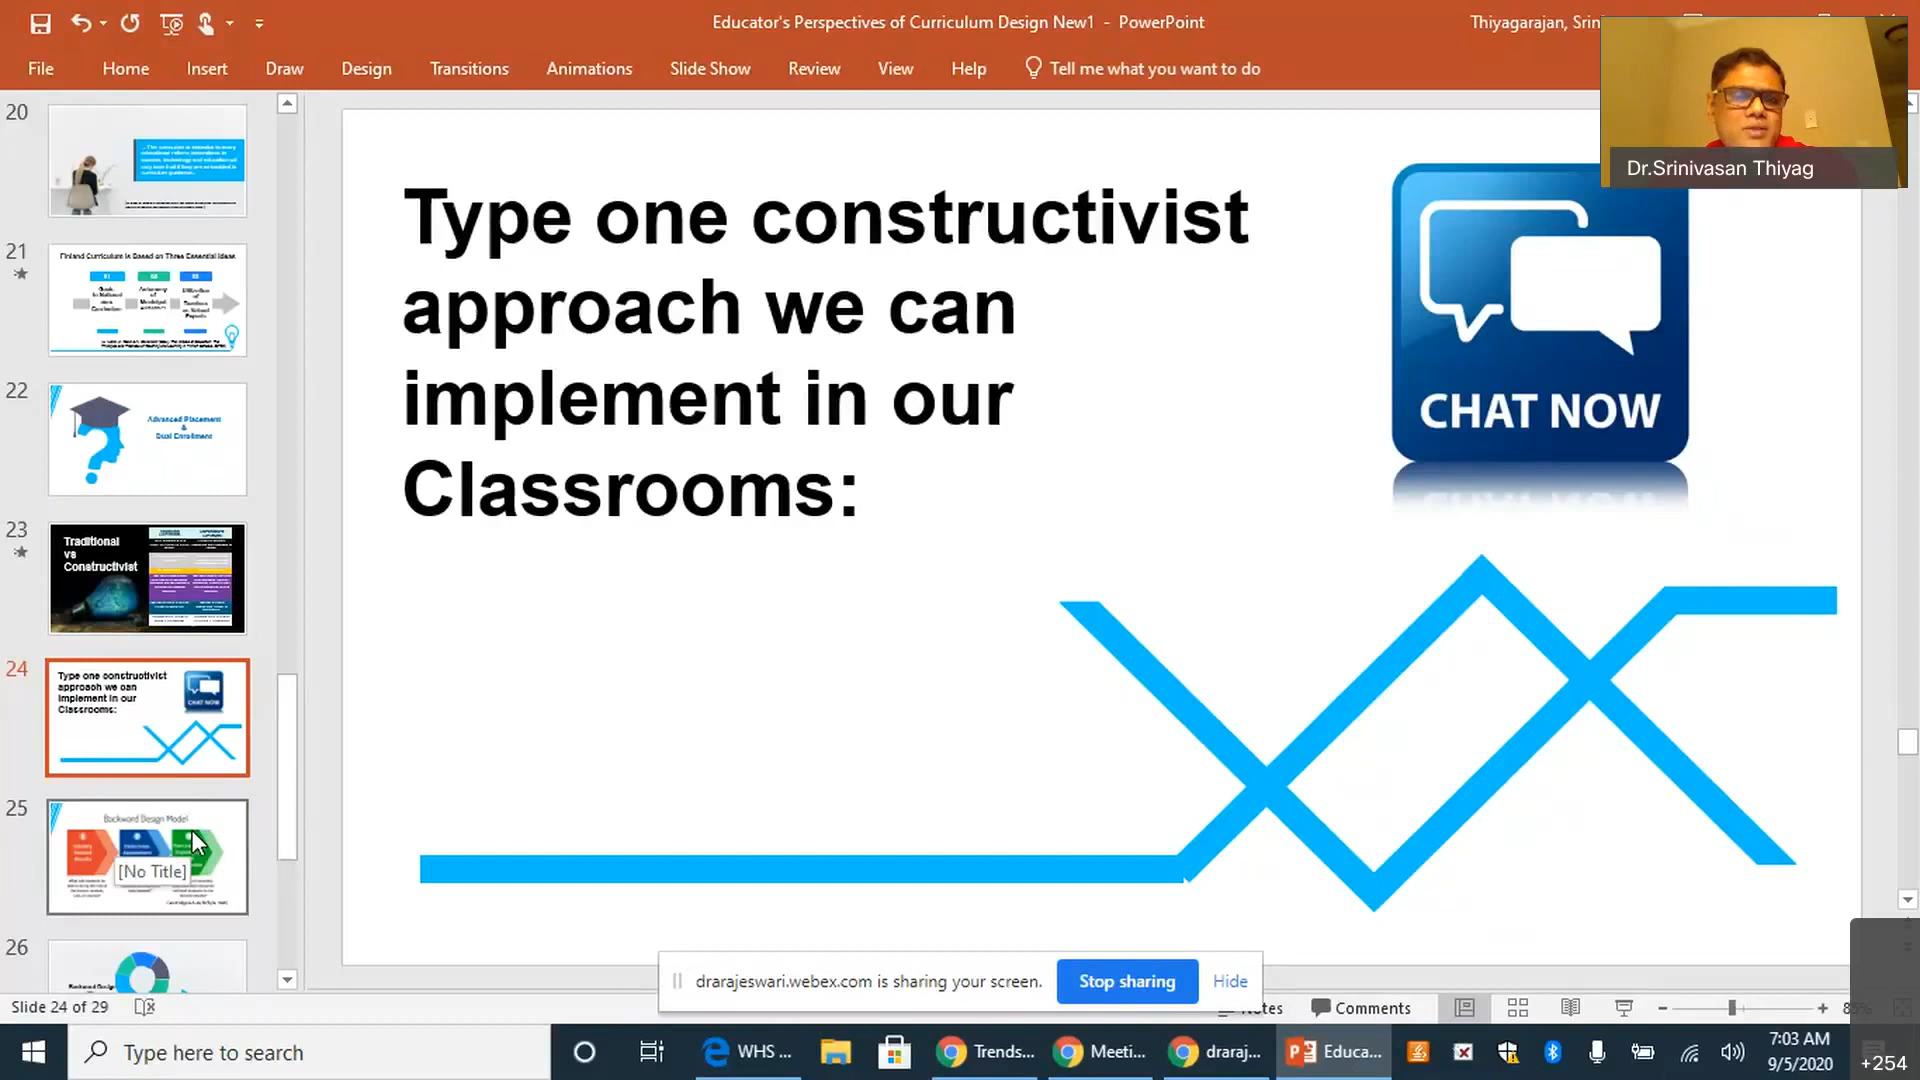 Educator's Perspectives of Curriculum Design New1 - PowerPoint
Thiyagarajan, Srin
File Home Insert Draw Design Transitions Animations Slide Show Review View Help Tell me what you want to do
Dr.Srinivasan Thiyag
20
21
Finland Curriculum is Based on Three Essential Ideas
22
Advanced Placement
&
Dual Enrollment
23
Traditional
vs
Constructivist
24
Type one constructivist
approach we can
implement in our
Classrooms:
CHAT NOW
25
Backward Design Model
[No Title]
26
Type one constructivist
approach we can
implement in our
Classrooms:
CHAT NOW
drarajeswari.webex.com is sharing your screen. Stop sharing Hide
Slide 24 of 29
Comments
Type here to search
WHS ...
Trends...
Meeti...
draraj...
Educa...
7:03 AM
9/5/2020
+254